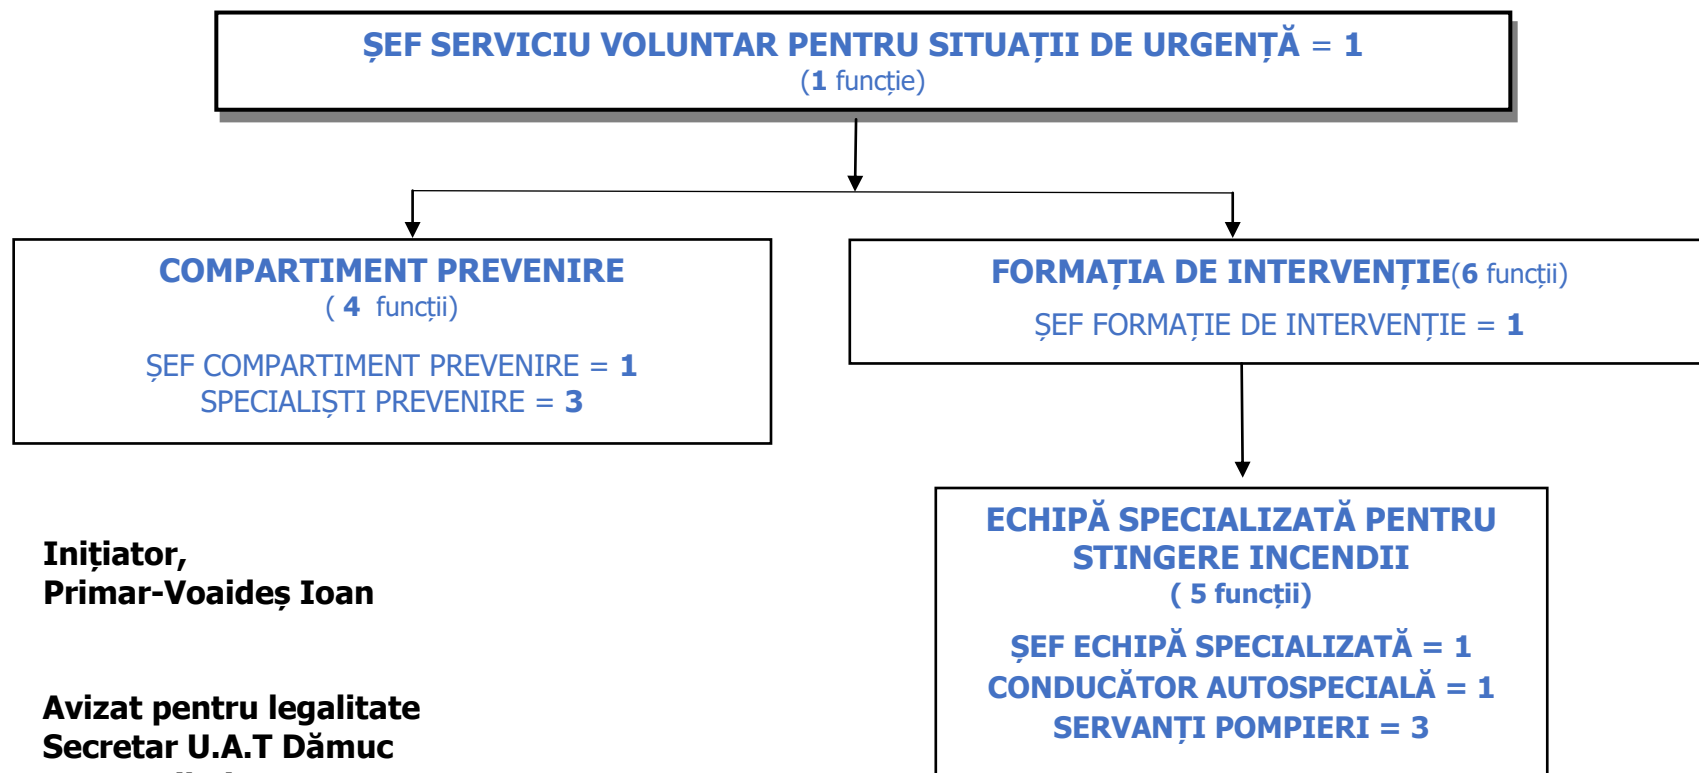 ȘEF SERVICIU VOLUNTAR PENTRU SITUAȚII DE URGENȚĂ = 1
(1 funcție)
COMPARTIMENT PREVENIRE
( 4 funcții)
ȘEF COMPARTIMENT PREVENIRE = 1
SPECIALIȘTI PREVENIRE = 3
FORMAȚIA DE INTERVENȚIE(6 funcții)
ȘEF FORMAȚIE DE INTERVENȚIE = 1
ECHIPĂ SPECIALIZATĂ PENTRU
STINGERE INCENDII
( 5 funcții)
ȘEF ECHIPĂ SPECIALIZATĂ = 1
CONDUCĂTOR AUTOSPECIALĂ = 1
SERVANȚI POMPIERI = 3
Inițiator,
Primar-Voaideș Ioan
Avizat pentru legalitate
Secretar U.A.T Dămuc